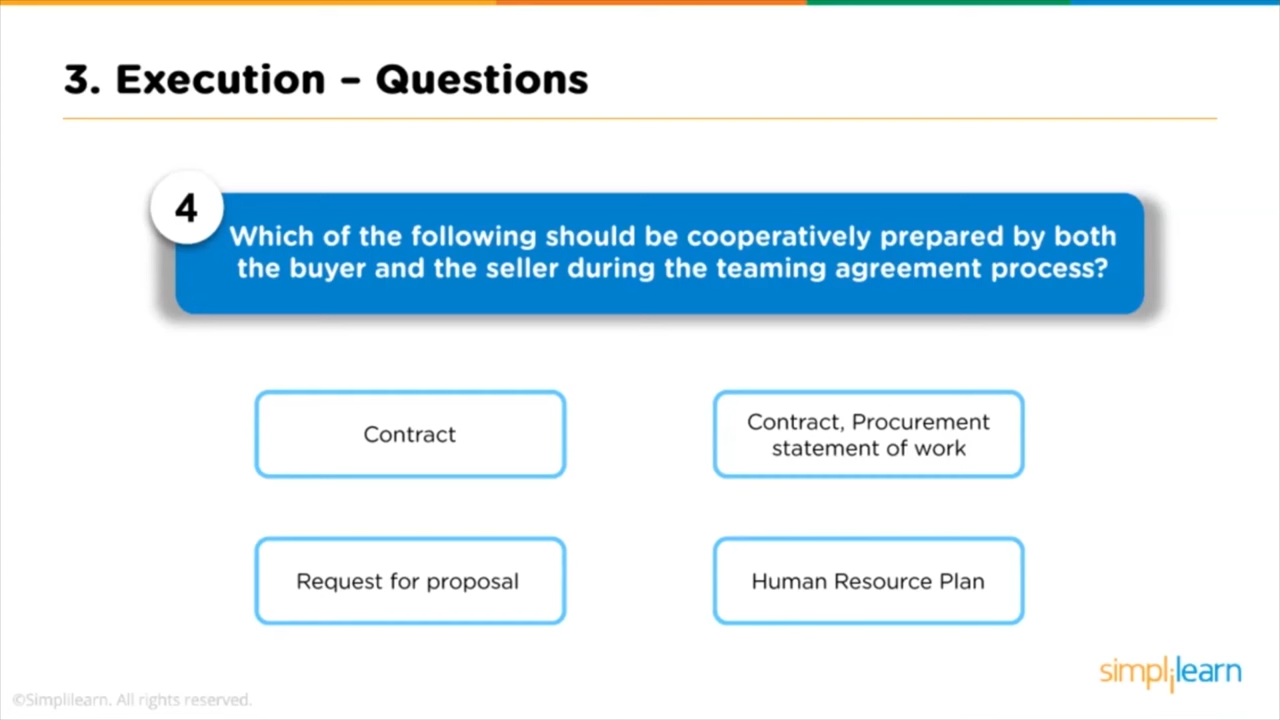 3. Execution – Questions
4
Which of the following should be cooperatively prepared by both
the buyer and the seller during the teaming agreement process?
Contract
Contract, Procurement
statement of work
Request for proposal
Human Resource Plan
simplilearn
©Simplilearn. All rights reserved.